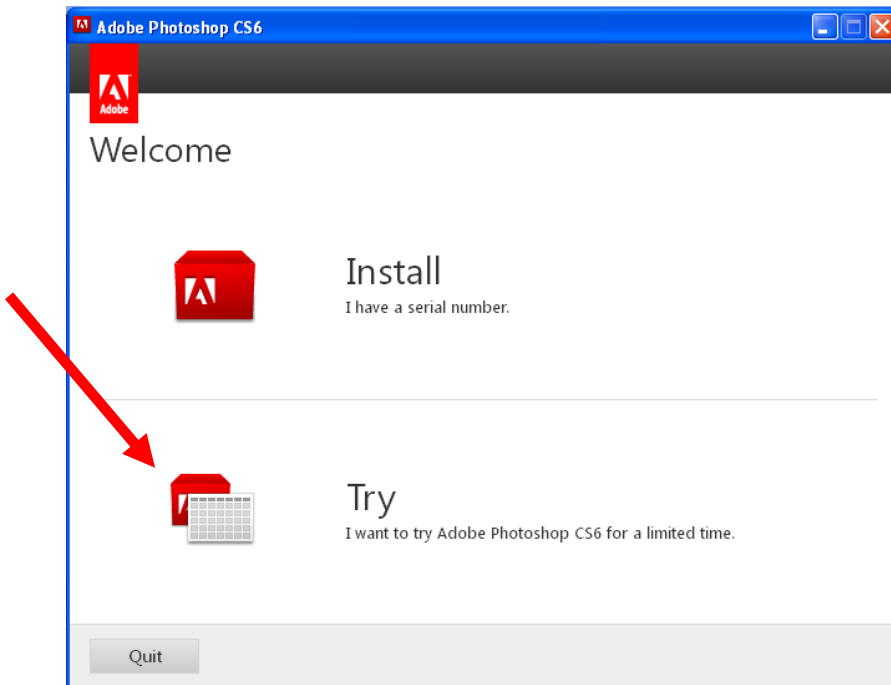 Adobe Photoshop CS6
Adobe
Welcome
Install
I have a serial number.
Try
I want to try Adobe Photoshop CS6 for a limited time.
Quit